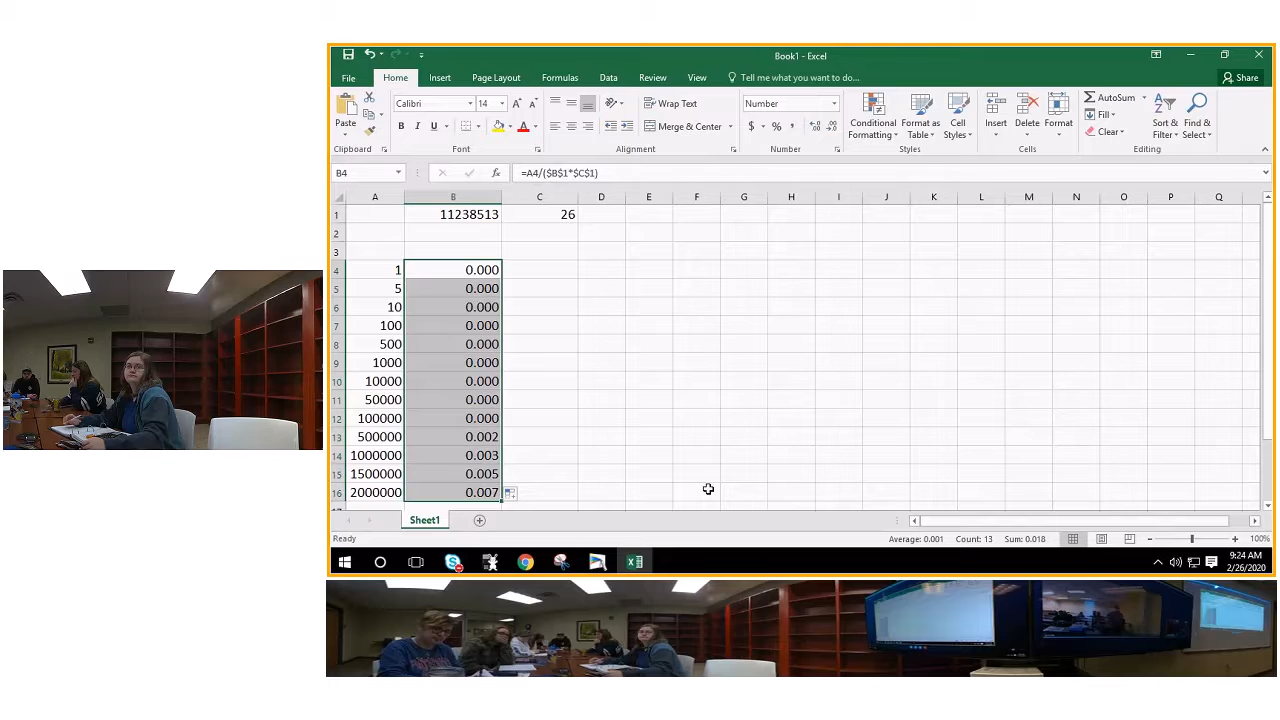 Book1 - Excel
File Home Insert Page Layout Formulas Data Review View Tell me what you want to do... Share
Paste
Calibri 14
B I U
Wrap Text
Merge & Center
Number
$ % ,
Conditional Formatting
Format as Table
Cell Styles
Insert Delete Format
AutoSum
Fill
Clear
Sort & Filter
Find & Select
Clipboard Font Alignment Number Styles Cells Editing
B4 fx =A4/($B$1*$C$1)
A B C D E F G H I J K L M N O P Q
1 11238513 26
2
3
4 1 0.000
5 5 0.000
6 10 0.000
7 100 0.000
8 500 0.000
9 1000 0.000
10 10000 0.000
11 50000 0.000
12 100000 0.000
13 500000 0.002
14 1000000 0.003
15 1500000 0.005
16 2000000 0.007
Sheet1
Ready Average: 0.001 Count: 13 Sum: 0.018 100%
9:24 AM
2/26/2020